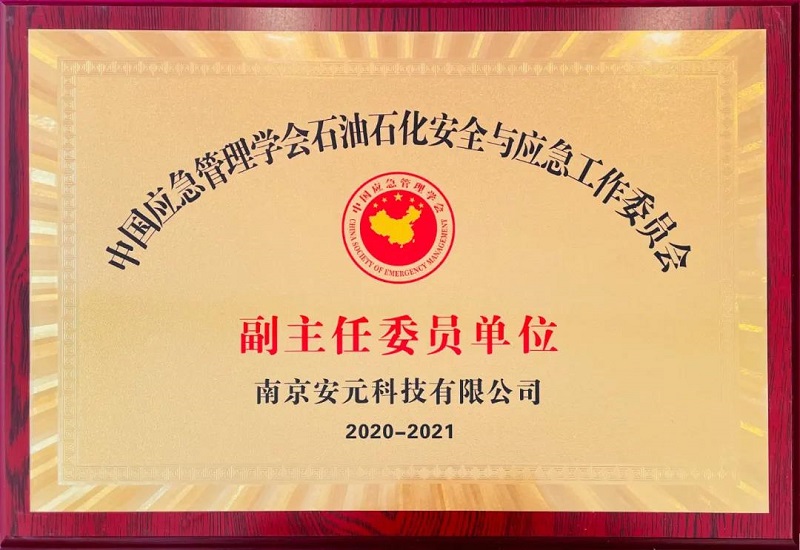 中国应急管理学会石油石化安全与应急工作委员会
中国应急管理学会
CHINA SOCIETY OF EMERGENCY MANAGEMENT
副主任委员单位
南京安元科技有限公司
2020-2021